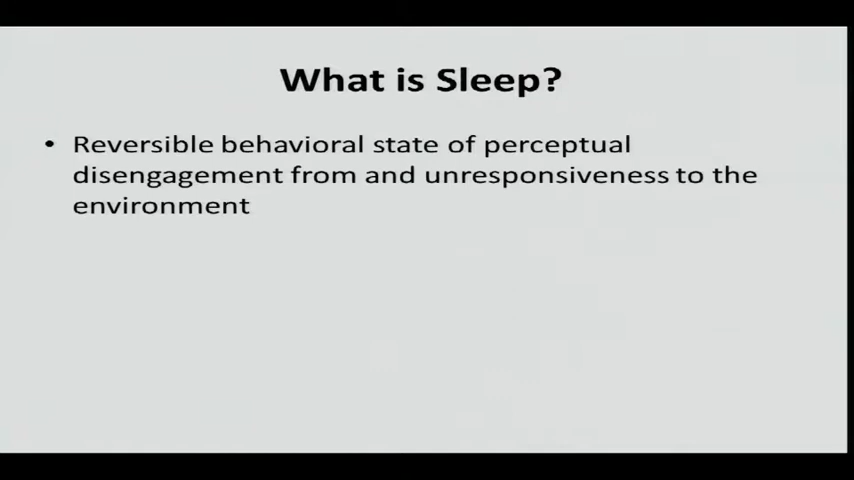 What is Sleep?
• Reversible behavioral state of perceptual
disengagement from and unresponsiveness to the
environment